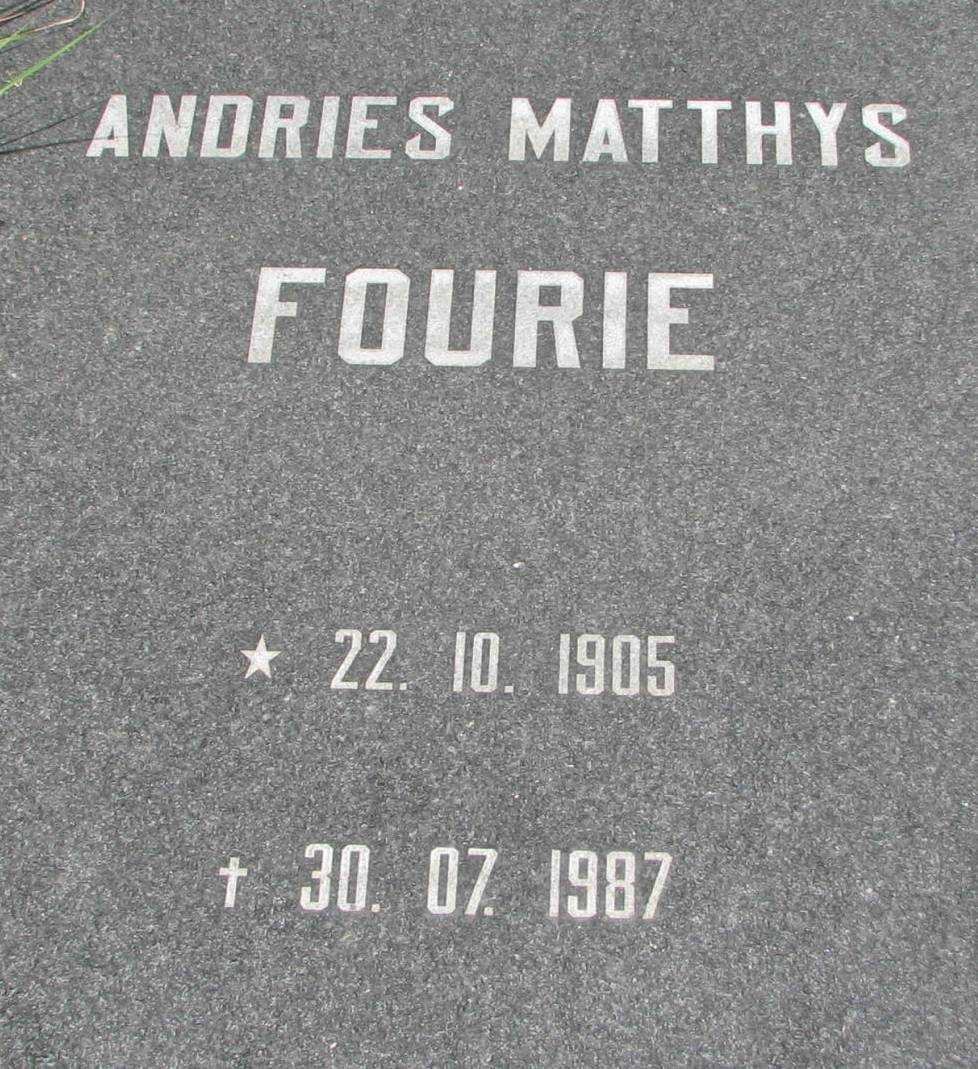 ANDRIES MATTHYS
FOURIE
★ 22. 10. 1905
✝ 30. 07. 1987